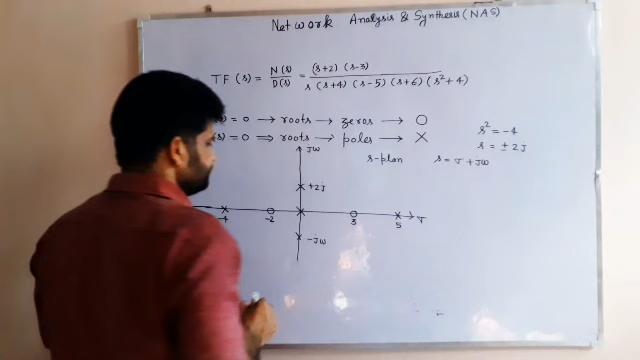 Network Analysis & Synthesis (NAS)
TF(s) = N(s)/D(s) = (s+2) (s-3) / s (s+4) (s-5) (s+6) (s²+4)
(s) = 0 → roots → zeros → O
(s) = 0 ⇒ roots → poles → X
s² = -4
s = ± 2j
s-plan s = σ + jω
jω
+2j
-4 -2 3 5 σ
-jω